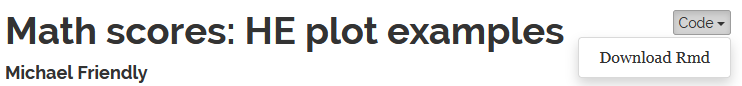 Math scores: HE plot examples
Code
Download Rmd
Michael Friendly